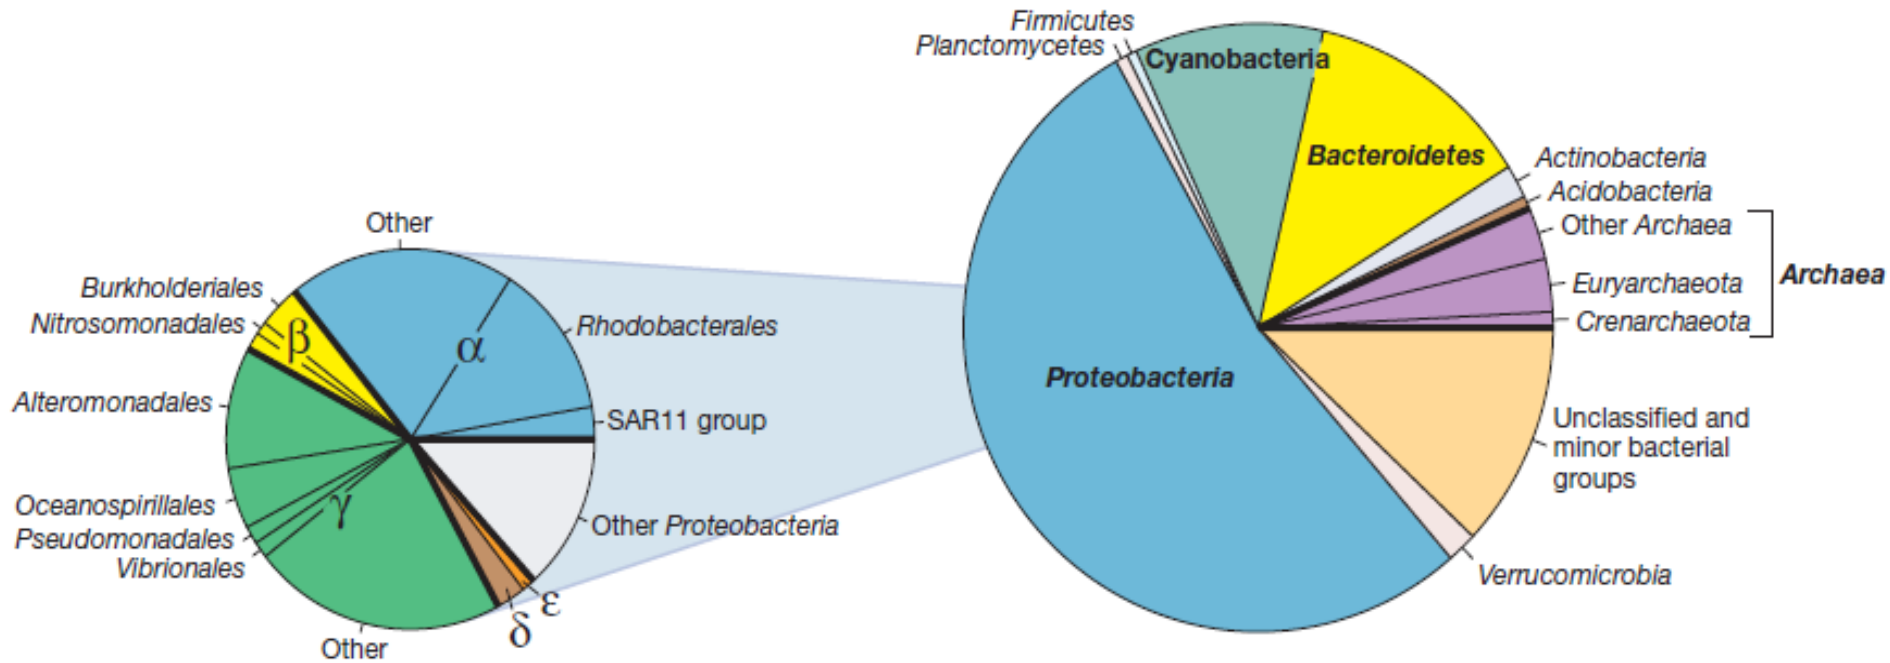 Firmicutes
Planctomycetes
Cyanobacteria
Bacteroidetes
Actinobacteria
Acidobacteria
Other Archaea
Euryarchaeota
Crenarchaeota
Archaea
Proteobacteria
Unclassified and
minor bacterial
groups
Verrucomicrobia
Other
Burkholderiales
Nitrosomonadales
β
α
Rhodobacterales
SAR11 group
Alteromonadales
Oceanospirillales
Pseudomonadales
Vibrionales
γ
Other Proteobacteria
ε
δ
Other